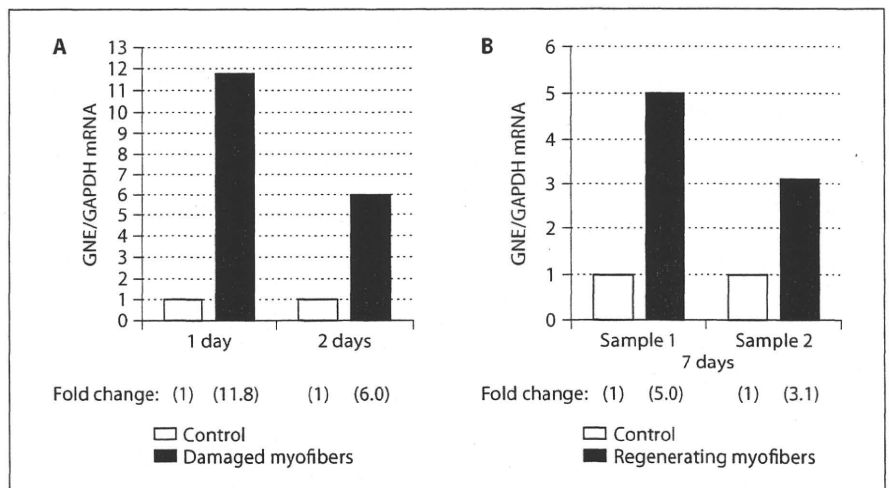 A
GNE/GAPDH mRNA
13
12
11
10
9
8
7
6
5
4
3
2
1
0
1 day 2 days
Fold change: (1) (11.8) (1) (6.0)
Control
Damaged myofibers
B
GNE/GAPDH mRNA
6
5
4
3
2
1
0
Sample 1 Sample 2
7 days
Fold change: (1) (5.0) (1) (3.1)
Control
Regenerating myofibers